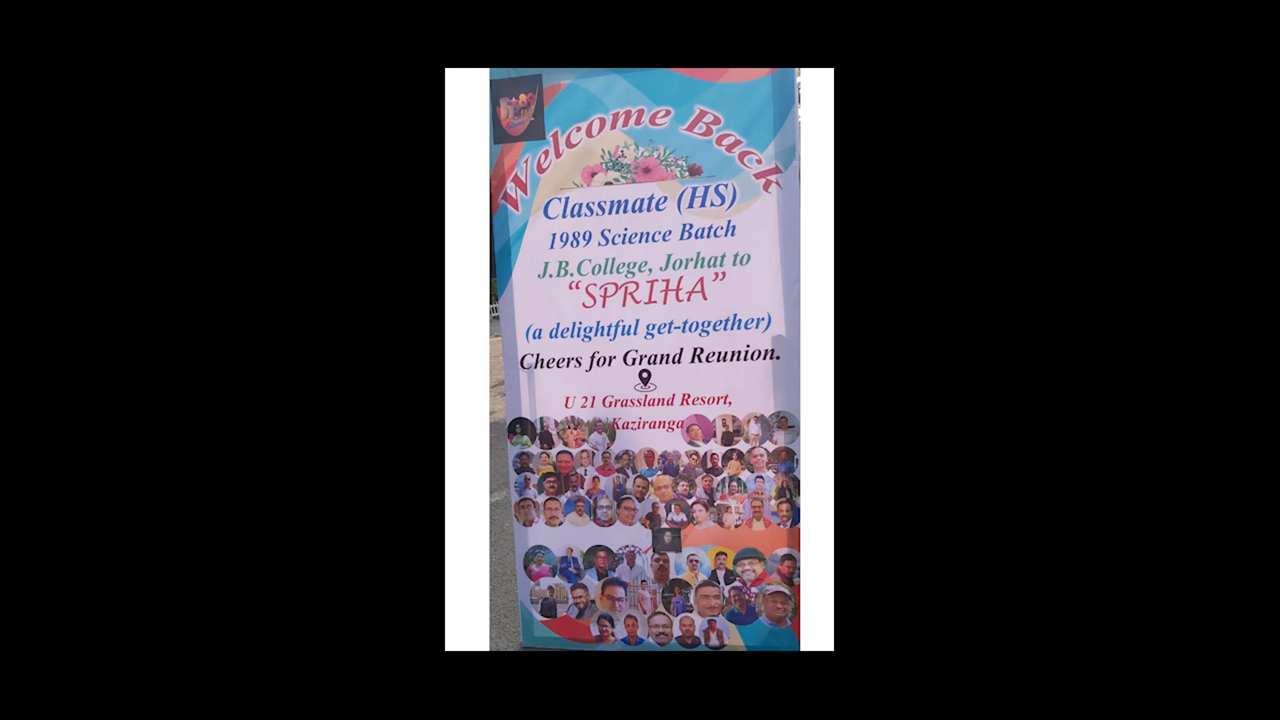 Welcome Back
Classmate (HS)
1989 Science Batch
J.B.College, Jorhat to
“SPRIHA”
(a delightful get-together)
Cheers for Grand Reunion.
U 21 Grassland Resort,
Kaziranga